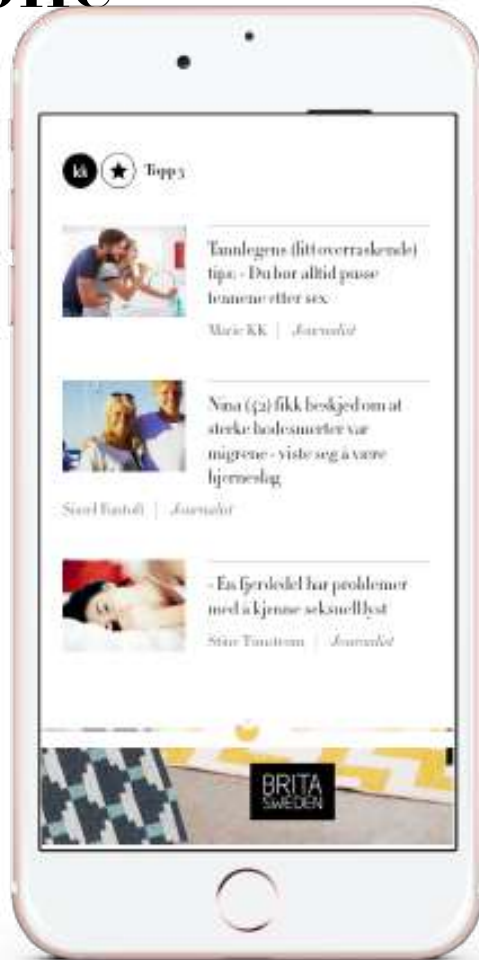 kk Topp 3
Tannlegens (litt overraskende)
tips: - Du bør alltid pusse
tennene etter sex
Marie KK | Journalist
Nina (52) fikk beskjed om at
sterke hodesmerter var
migrene - viste seg å være
hjerneslag
Journalist
- En fjerdedel har problemer
med å kjenne seksuell lyst
Stine | Journalist
BRITA
SWEDEN